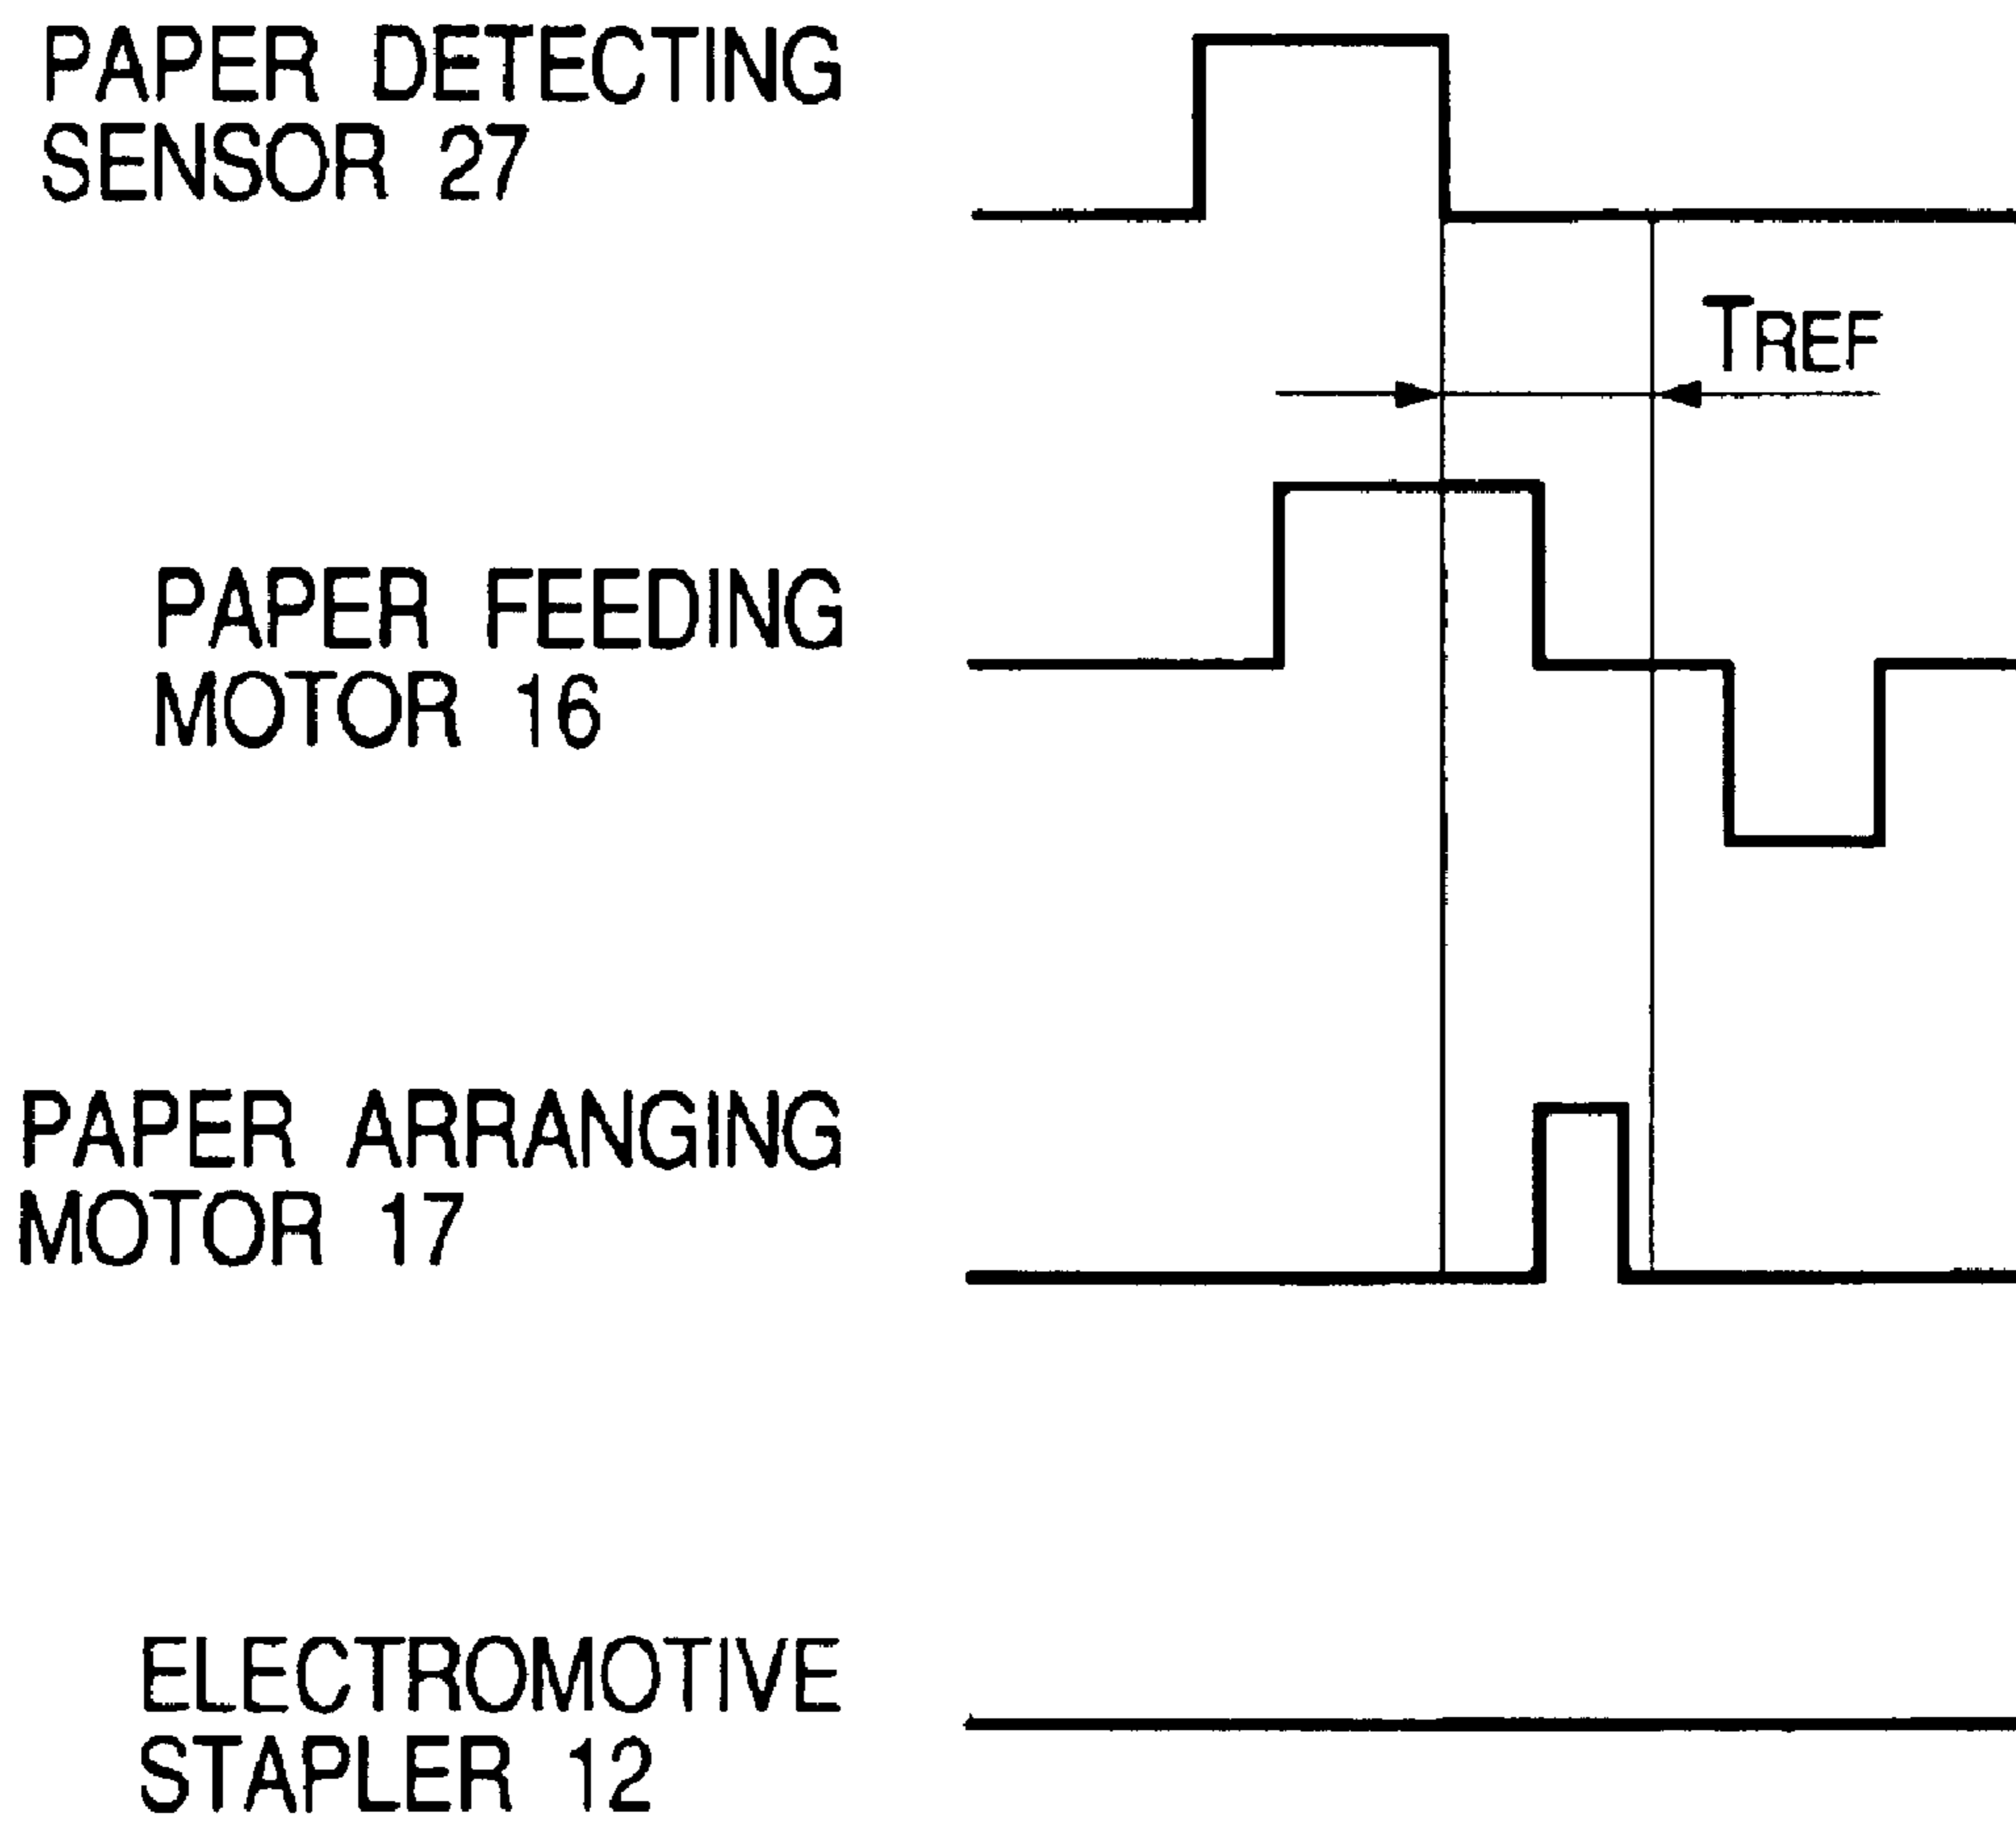 PAPER DETECTING
SENSOR 27
TREF
PAPER FEEDING
MOTOR 16
PAPER ARRANGING
MOTOR 17
ELECTROMOTIVE
STAPLER 12